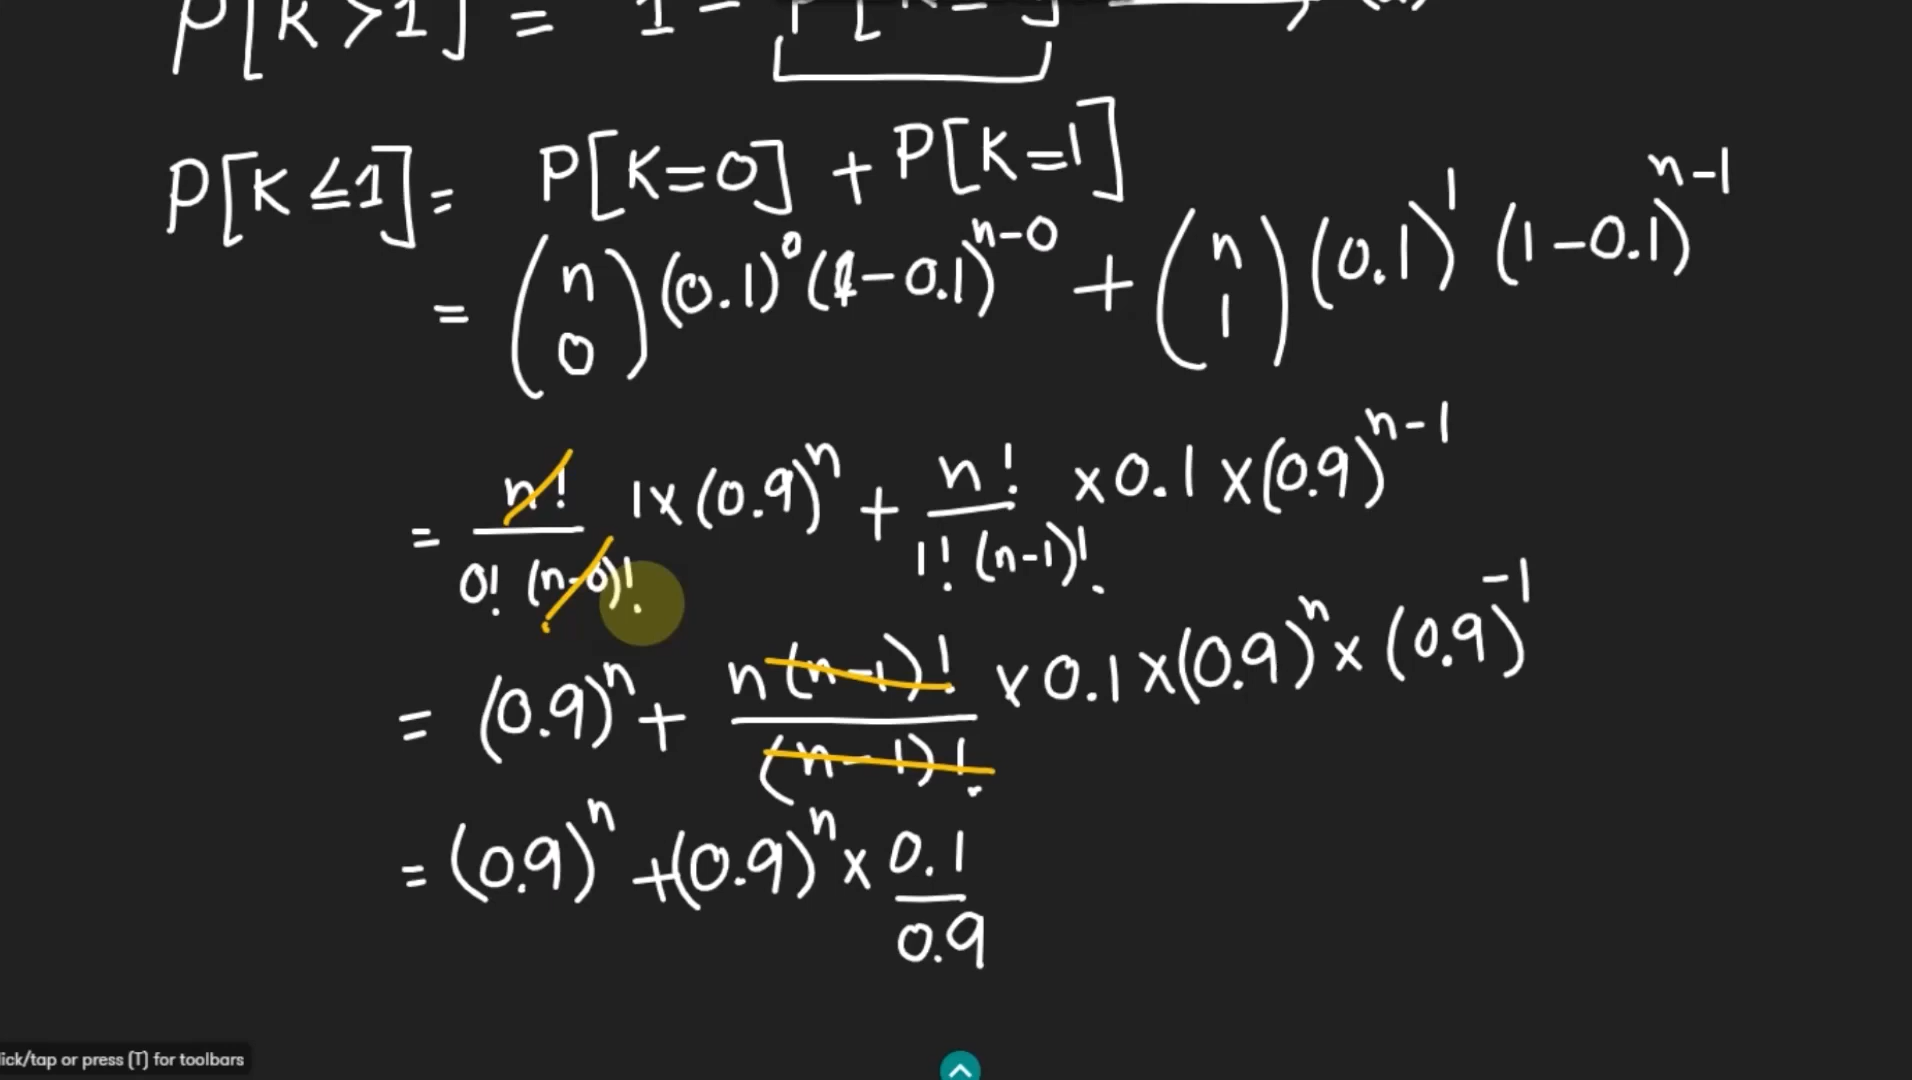 P[K>1] = 1 - P[K
P[K≤1] = P[K=0] + P[K=1]
= (n 0) (0.1)^0 (1-0.1)^{n-0} + (n 1) (0.1)^1 (1-0.1)^{n-1}
= n!/(0! (n-0)!) 1×(0.9)^n + n!/(1! (n-1)!) ×0.1×(0.9)^{n-1}
= (0.9)^n + n(n-1)!/(n-1)! ×0.1×(0.9)^n × (0.9)^{-1}
= (0.9)^n + (0.9)^n × 0.1/0.9
lick/tap or press (T) for toolbars